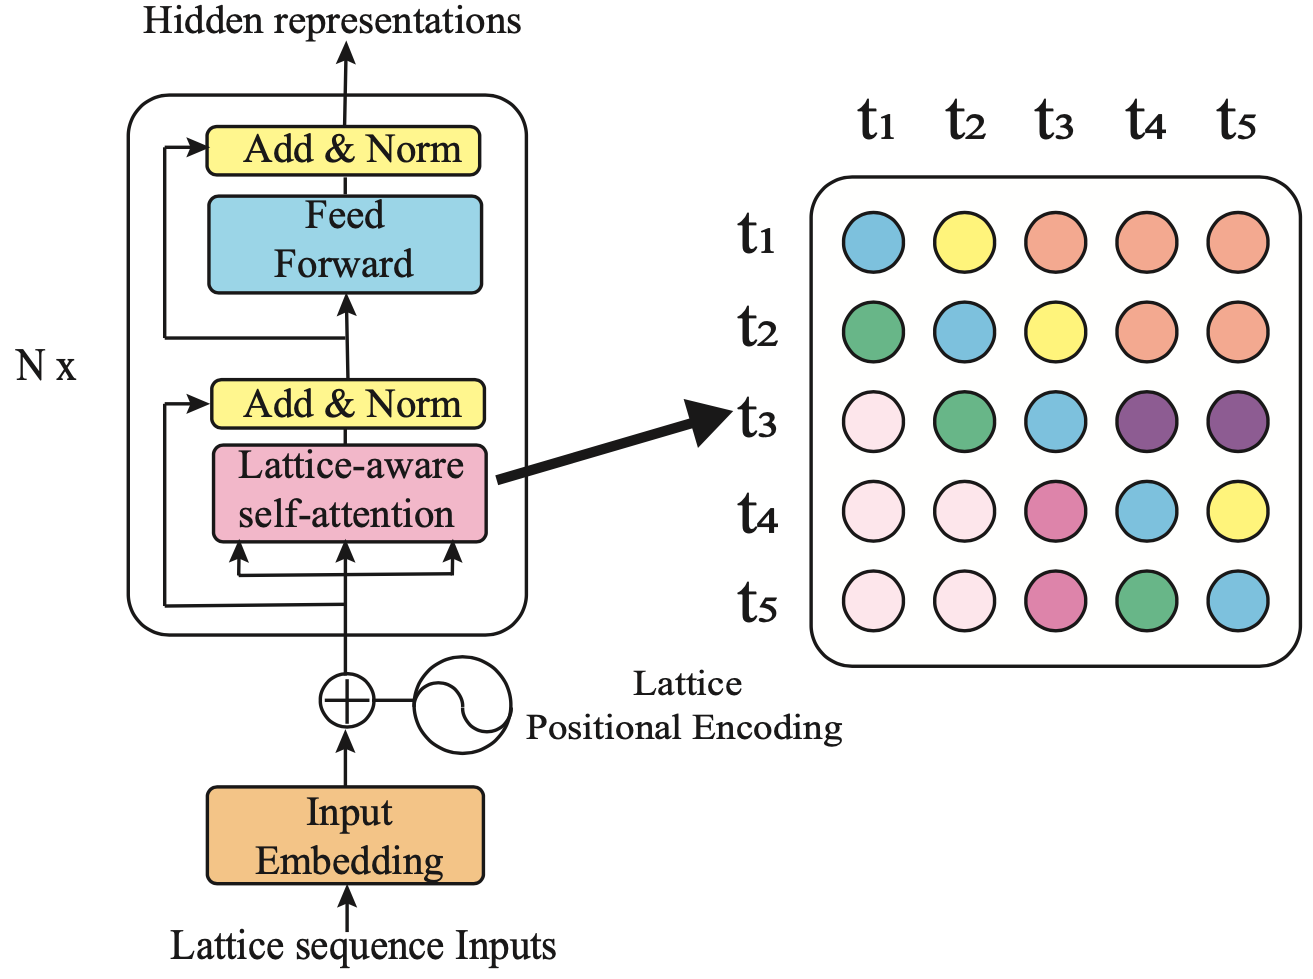 Hidden representations
Add & Norm
Feed
Forward
N x
Add & Norm
Lattice-aware
self-attention
Lattice
Positional Encoding
Input
Embedding
Lattice sequence Inputs
t₁ t₂ t₃ t₄ t₅
t₁
t₂
t₃
t₄
t₅